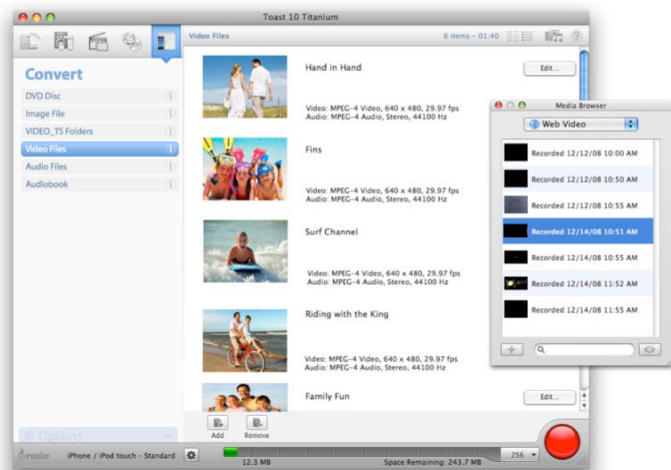 Toast 10 Titanium
Video Files
6 items - 01:40
Convert
DVD Disc
Image File
VIDEO_TS Folders
Video Files
Audio Files
Audiobook
Hand in Hand
Edit...
Video: MPEG-4 Video, 640 x 480, 29.97 fps
Audio: MPEG-4 Audio, Stereo, 44100 Hz
Fins
Video: MPEG-4 Video, 640 x 480, 29.97 fps
Audio: MPEG-4 Audio, Stereo, 44100 Hz
Surf Channel
Video: MPEG-4 Video, 640 x 480, 29.97 fps
Audio: MPEG-4 Audio, Stereo, 44100 Hz
Riding with the King
Video: MPEG-4 Video, 640 x 480, 29.97 fps
Audio: MPEG-4 Audio, Stereo, 44100 Hz
Family Fun
Edit...
Add
Remove
Options
roxio
iPhone / iPod touch - Standard
12.3 MB
Space Remaining: 243.7 MB
256
Media Browser
Web Video
Recorded 12/12/08 10:00 AM
Recorded 12/12/08 10:50 AM
Recorded 12/12/08 10:55 AM
Recorded 12/14/08 10:51 AM
Recorded 12/14/08 10:55 AM
Recorded 12/14/08 11:52 AM
Recorded 12/14/08 11:55 AM